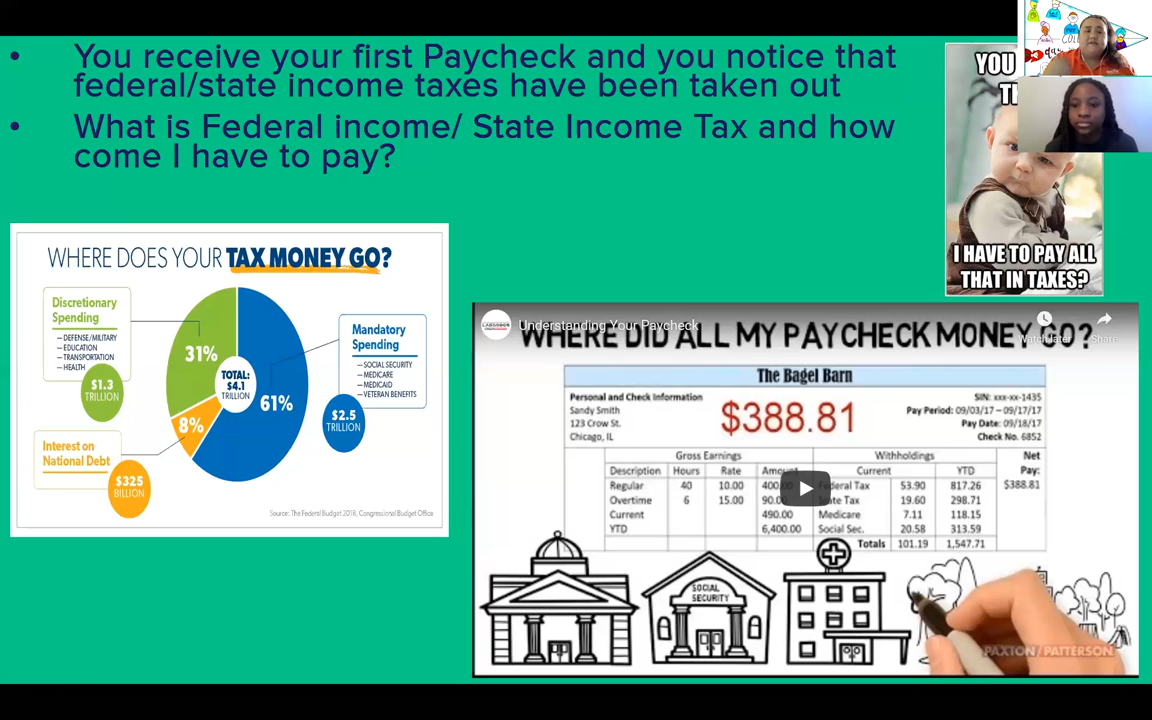 • You receive your first Paycheck and you notice that
federal/state income taxes have been taken out
• What is Federal income/ State Income Tax and how
come I have to pay?
YOU
I HAVE TO PAY ALL
THAT IN TAXES?
WHERE DOES YOUR TAX MONEY GO?
Discretionary
Spending
— DEFENSE/MILITARY
— EDUCATION
— TRANSPORTATION
— HEALTH
$1.3
TRILLION
31%
TOTAL:
$4.1
TRILLION
61%
8%
Mandatory
Spending
— SOCIAL SECURITY
— MEDICARE
— MEDICAID
— VETERAN BENEFITS
$2.5
TRILLION
Interest on
National Debt
$325
BILLION
Source: The Federal Budget 2018, Congressional Budget Office
Understanding Your Paycheck
Watch later
Share
WHERE DID ALL MY PAYCHECK MONEY GO?
The Bagel Barn
Personal and Check Information
Sandy Smith
123 Crow St.
Chicago, IL
$388.81
SIN: xxx-xx-1435
Pay Period: 09/03/17 – 09/17/17
Pay Date: 09/18/17
Check No. 6852
Gross Earnings Withholdings Net
Pay:
Description Hours Rate Current YTD
Regular 40 10.00 400 Federal Tax 53.90 817.26 $388.81
Overtime 6 15.00 90.0 State Tax 19.60 298.71
Current 490.00 Medicare 7.11 118.15
YTD 6,400.00 Social Sec. 20.58 313.59
Totals 101.19 1,547.71
SOCIAL
SECURITY
PAXTON/PATTERSON